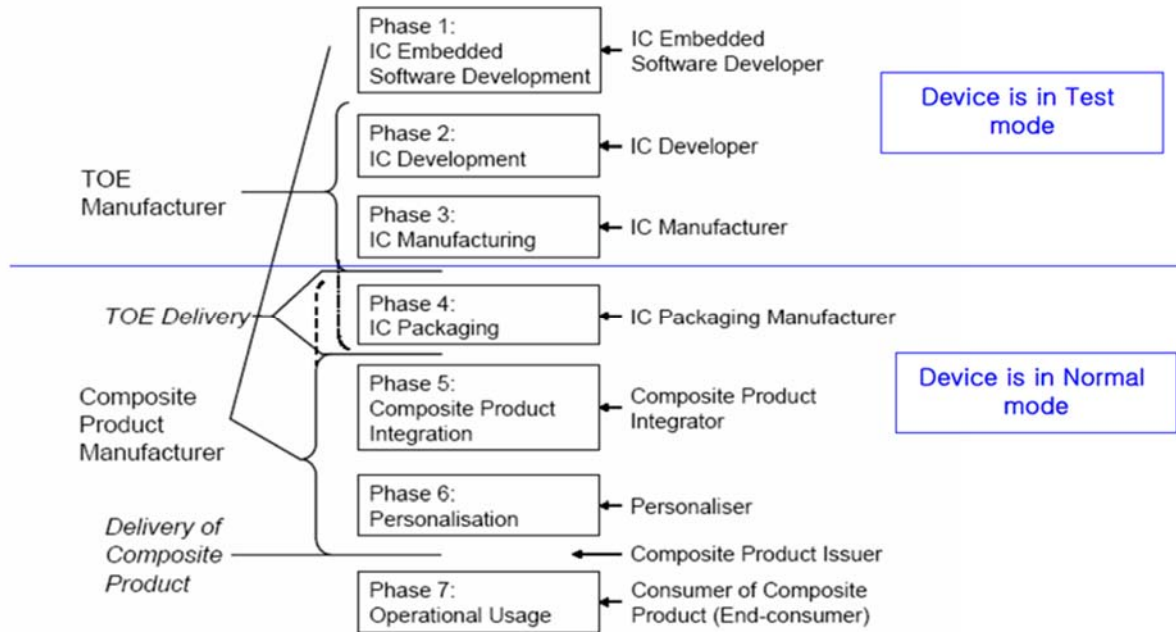 Phase 1:
IC Embedded
Software Development
IC Embedded
Software Developer
Device is in Test
mode
Phase 2:
IC Development
IC Developer
TOE
Manufacturer
Phase 3:
IC Manufacturing
IC Manufacturer
TOE Delivery
Phase 4:
IC Packaging
IC Packaging Manufacturer
Device is in Normal
mode
Composite
Product
Manufacturer
Phase 5:
Composite Product
Integration
Composite Product
Integrator
Phase 6:
Personalisation
Personaliser
Delivery of
Composite
Product
Composite Product Issuer
Phase 7:
Operational Usage
Consumer of Composite
Product (End-consumer)